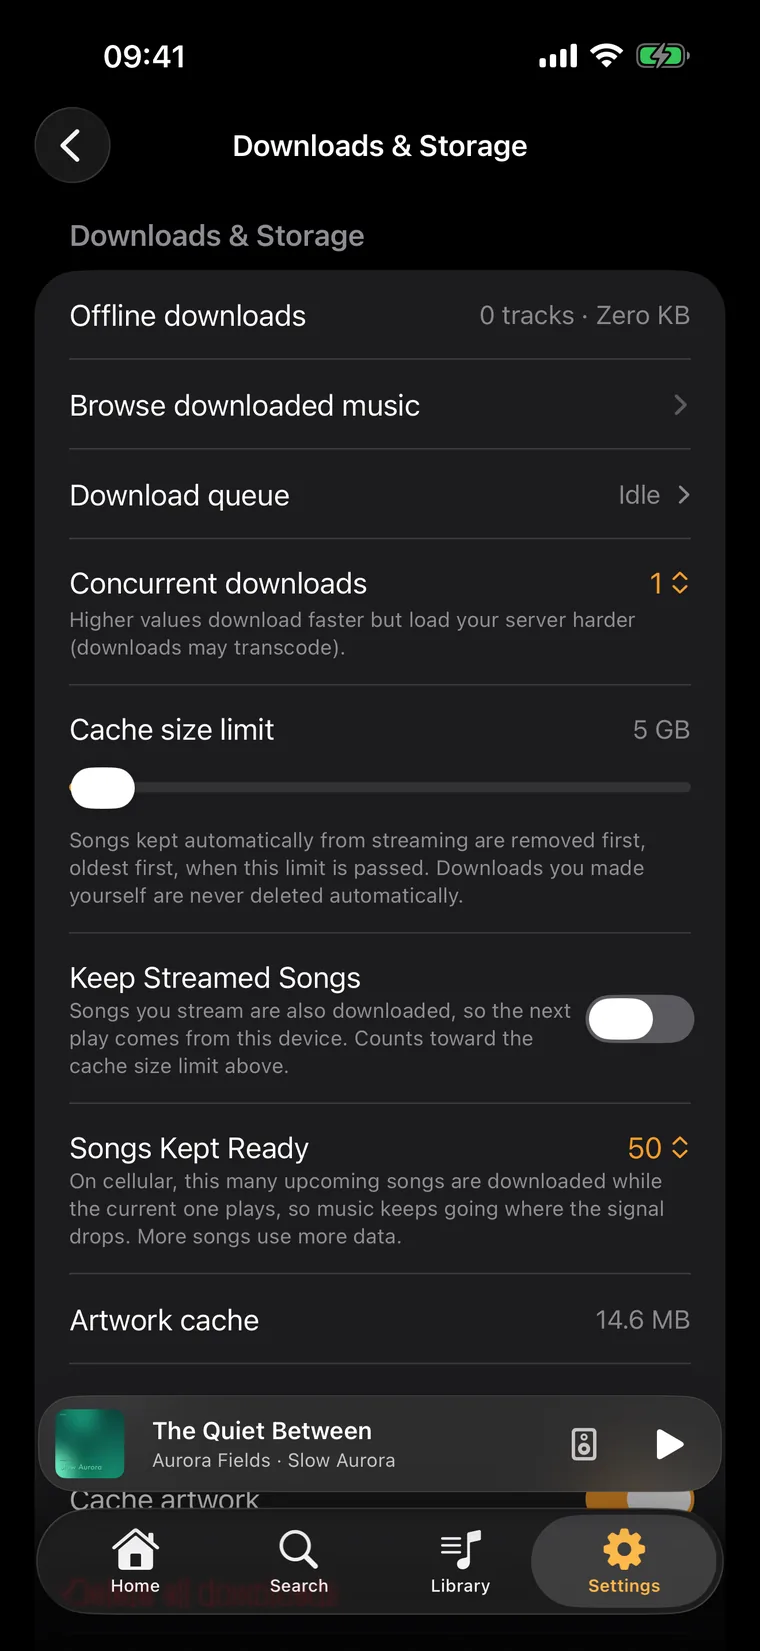 09:41
Downloads & Storage
Downloads & Storage
Offline downloads 0 tracks · Zero KB
Browse downloaded music
Download queue Idle
Concurrent downloads 1
Higher values download faster but load your server harder
(downloads may transcode).
Cache size limit 5 GB
Songs kept automatically from streaming are removed first,
oldest first, when this limit is passed. Downloads you made
yourself are never deleted automatically.
Keep Streamed Songs
Songs you stream are also downloaded, so the next
play comes from this device. Counts toward the
cache size limit above.
Songs Kept Ready 50
On cellular, this many upcoming songs are downloaded while
the current one plays, so music keeps going where the signal
drops. More songs use more data.
Artwork cache 14.6 MB
The Quiet Between
Aurora Fields · Slow Aurora
Slow Aurora
Cache artwork
Home Search Library Settings